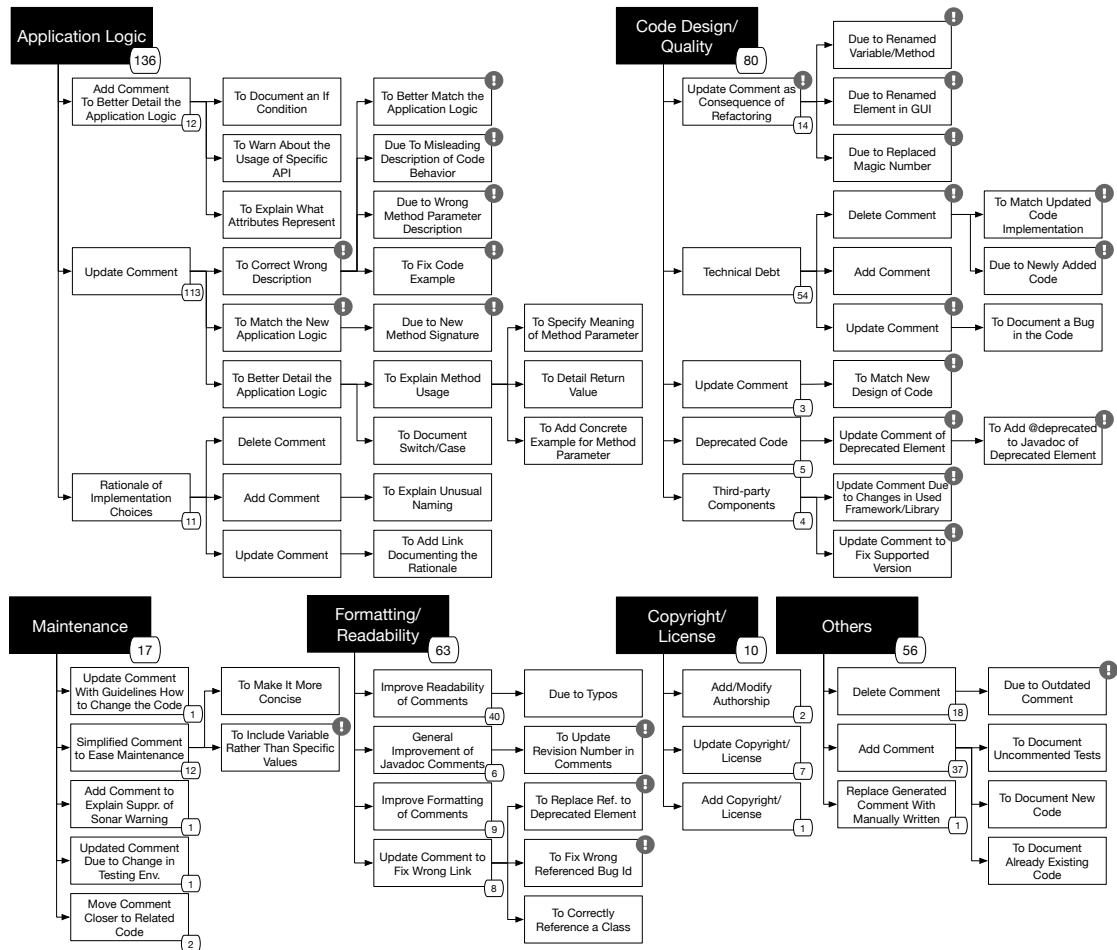 Application Logic
136
Add Comment
To Better Detail the
Application Logic
12
To Document an If
Condition
To Warn About the
Usage of Specific
API
To Explain What
Attributes Represent
Update Comment
113
To Correct Wrong
Description
!
To Better Match the
Application Logic
!
Due To Misleading
Description of Code
Behavior
!
Due to Wrong
Method Parameter
Description
!
To Fix Code
Example
!
To Match the New
Application Logic
!
Due to New
Method Signature
!
To Better Detail the
Application Logic
To Explain Method
Usage
To Specify Meaning
of Method Parameter
To Detail Return
Value
To Add Concrete
Example for Method
Parameter
To Document
Switch/Case
Rationale of
Implementation
Choices
11
Delete Comment
Add Comment
To Explain Unusual
Naming
Update Comment
To Add Link
Documenting the
Rationale
Code Design/
Quality
80
Update Comment as
Consequence of
Refactoring
!
14
Due to Renamed
Variable/Method
!
Due to Renamed
Element in GUI
!
Due to Replaced
Magic Number
!
Technical Debt
54
Delete Comment
!
To Match Updated
Code
Implementation
!
Due to Newly Added
Code
!
Add Comment
Update Comment
!
To Document a Bug
in the Code
Update Comment
3
To Match New
Design of Code
!
Deprecated Code
5
Update Comment of
Deprecated Element
!
To Add @deprecated
to Javadoc of
Deprecated Element
!
Third-party
Components
4
Update Comment Due
to Changes in Used
Framework/Library
!
Update Comment to
Fix Supported
Version
!
Maintenance
17
Update Comment
With Guidelines How
to Change the Code
1
Simplified Comment
to Ease Maintenance
12
To Make It More
Concise
To Include Variable
Rather Than Specific
Values
!
Add Comment to
Explain Suppr. of
Sonar Warning
1
Updated Comment
Due to Change in
Testing Env.
1
Move Comment
Closer to Related
Code
2
Formatting/
Readability
63
Improve Readability
of Comments
40
Due to Typos
General
Improvement of
Javadoc Comments
6
To Update
Revision Number in
Comments
!
Improve Formatting
of Comments
9
Update Comment to
Fix Wrong Link
8
To Replace Ref. to
Deprecated Element
!
To Fix Wrong
Referenced Bug Id
!
To Correctly
Reference a Class
Copyright/
License
10
Add/Modify
Authorship
2
Update Copyright/
License
7
Add Copyright/
License
1
Others
56
Delete Comment
18
Due to Outdated
Comment
!
Add Comment
37
To Document
Uncommented Tests
To Document New
Code
To Document
Already Existing
Code
Replace Generated
Comment With
Manually Written
1